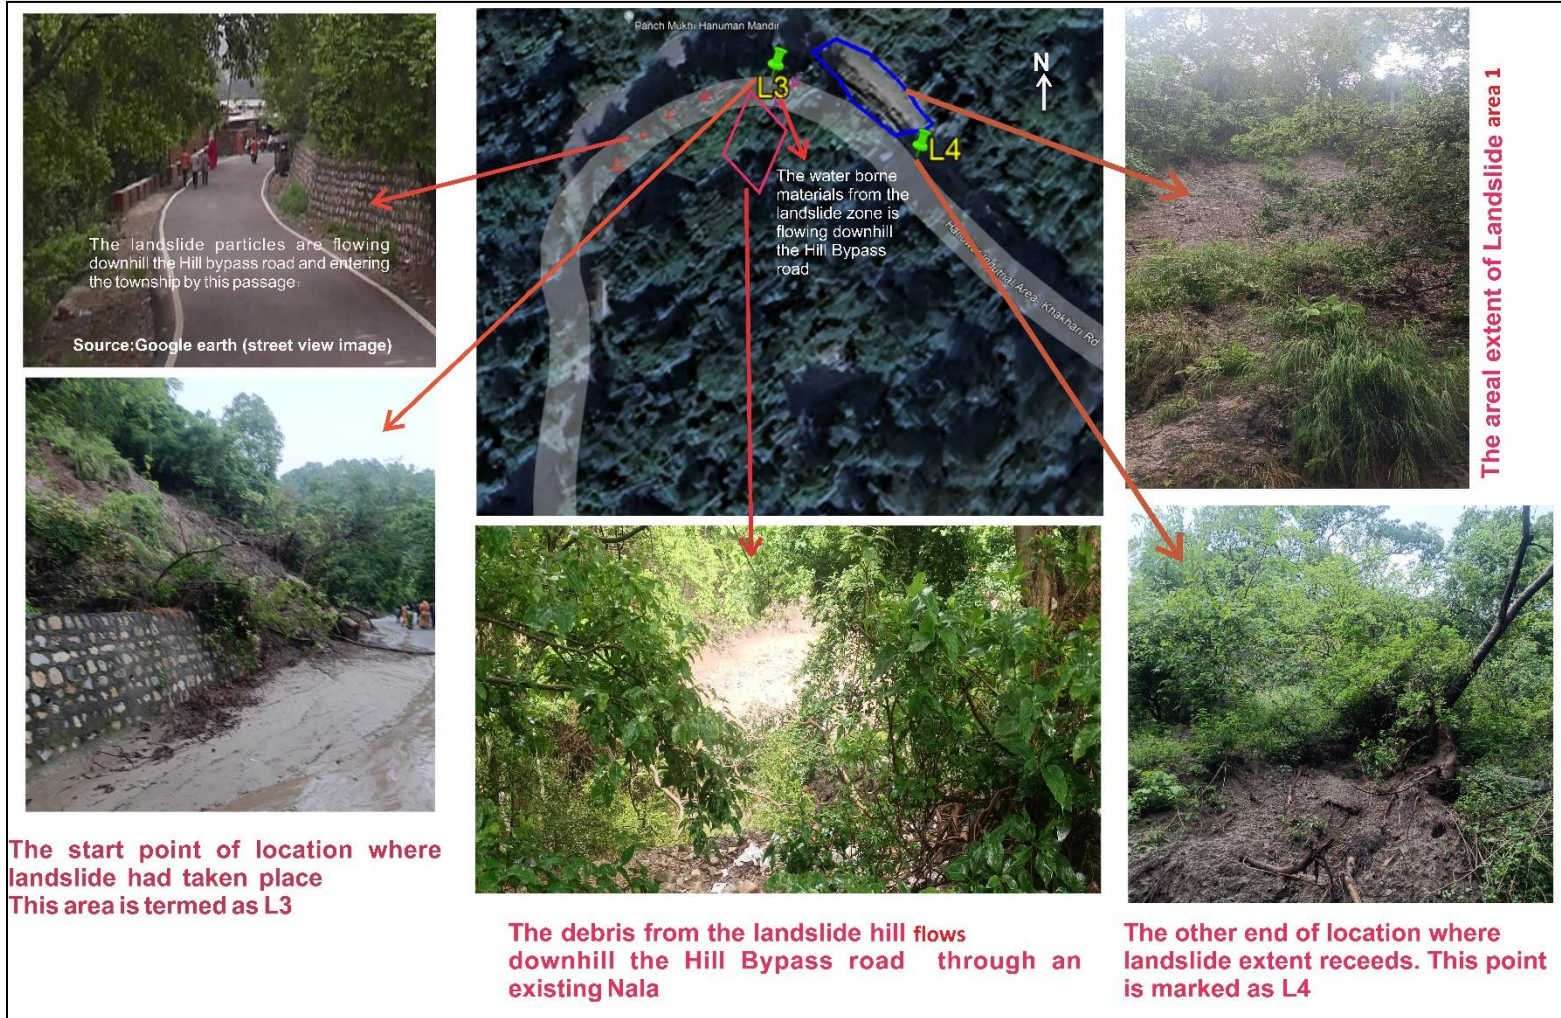 The landslide particles are flowing
downhill the Hill bypass road and entering
the township by this passage
Source:Google earth (street view image)
Panch Mukhi Hanuman Mandir
N
L3
L4
The water borne
materials from the
landslide zone is
flowing downhill
the Hill Bypass
road
Area, Khakhari Rd
The areal extent of Landslide area 1
The start point of location where
landslide had taken place
This area is termed as L3
The debris from the landslide hill flows
downhill the Hill Bypass road through an
existing Nala
The other end of location where
landslide extent receeds. This point
is marked as L4